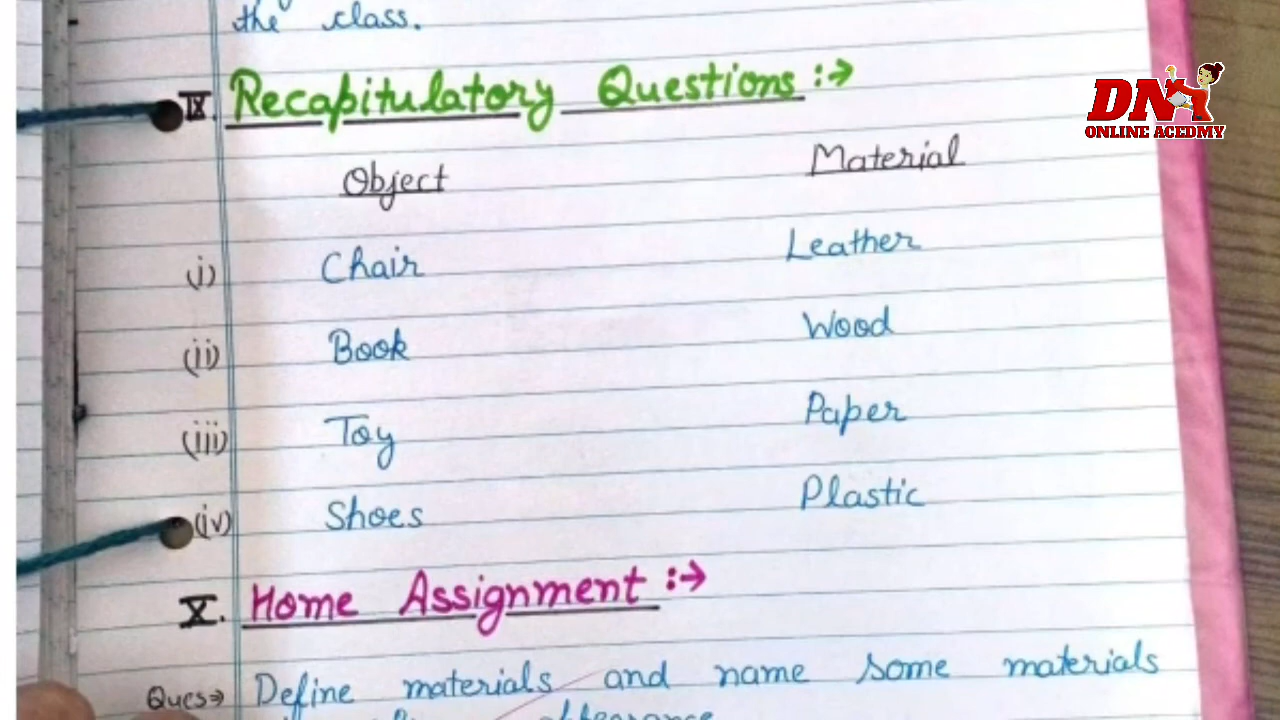 the class.
IX. Recapitulatory Questions :→
DNA
ONLINE ACEDMY
Object Material
(i) Chair Leather
(ii) Book Wood
(iii) Toy Paper
(iv) Shoes Plastic
X. Home Assignment :→
Ques⇒ Define materials and name some materials